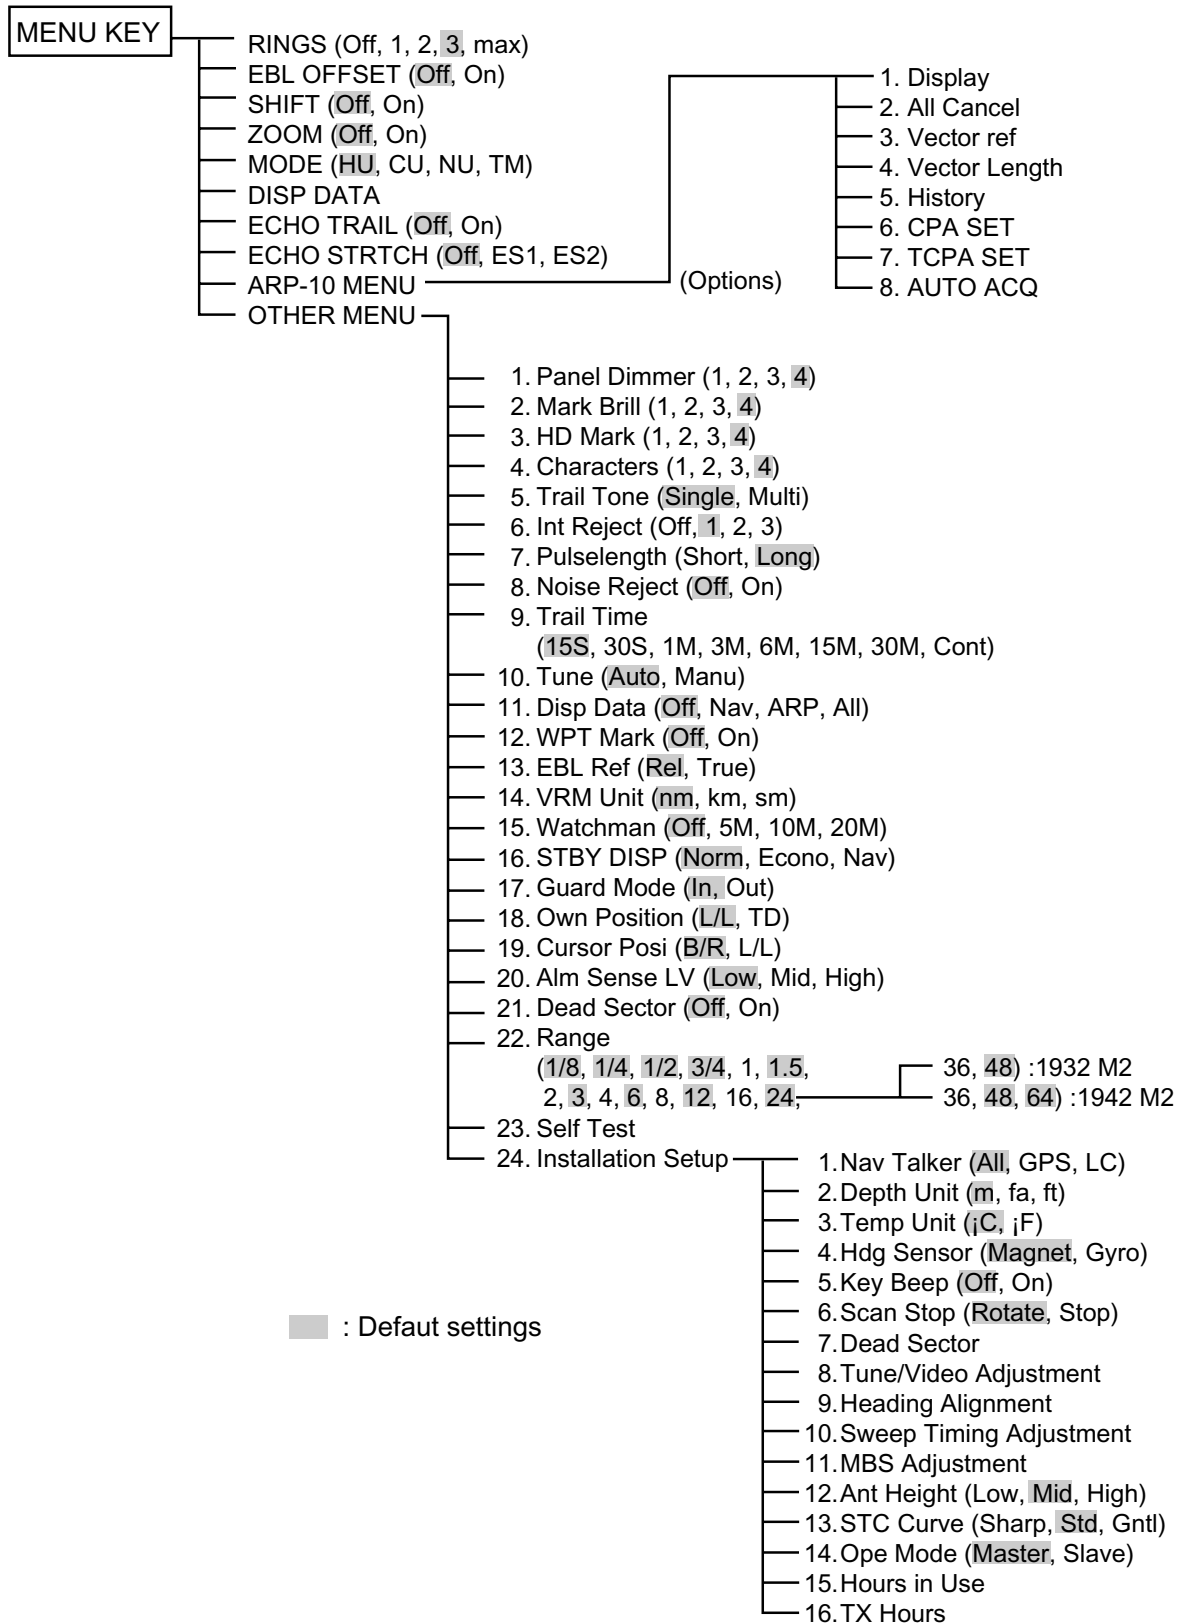 MENU KEY
RINGS (Off, 1, 2, 3, max)
EBL OFFSET (Off, On)
SHIFT (Off, On)
ZOOM (Off, On)
MODE (HU, CU, NU, TM)
DISP DATA
ECHO TRAIL (Off, On)
ECHO STRTCH (Off, ES1, ES2)
ARP-10 MENU
(Options)
OTHER MENU
1. Display
2. All Cancel
3. Vector ref
4. Vector Length
5. History
6. CPA SET
7. TCPA SET
8. AUTO ACQ
1. Panel Dimmer (1, 2, 3, 4)
2. Mark Brill (1, 2, 3, 4)
3. HD Mark (1, 2, 3, 4)
4. Characters (1, 2, 3, 4)
5. Trail Tone (Single, Multi)
6. Int Reject (Off, 1, 2, 3)
7. Pulselength (Short, Long)
8. Noise Reject (Off, On)
9. Trail Time
(15S, 30S, 1M, 3M, 6M, 15M, 30M, Cont)
10. Tune (Auto, Manu)
11. Disp Data (Off, Nav, ARP, All)
12. WPT Mark (Off, On)
13. EBL Ref (Rel, True)
14. VRM Unit (nm, km, sm)
15. Watchman (Off, 5M, 10M, 20M)
16. STBY DISP (Norm, Econo, Nav)
17. Guard Mode (In, Out)
18. Own Position (L/L, TD)
19. Cursor Posi (B/R, L/L)
20. Alm Sense LV (Low, Mid, High)
21. Dead Sector (Off, On)
22. Range
(1/8, 1/4, 1/2, 3/4, 1, 1.5,
2, 3, 4, 6, 8, 12, 16, 24,
36, 48) :1932 M2
36, 48, 64) :1942 M2
23. Self Test
24. Installation Setup
1.Nav Talker (All, GPS, LC)
2.Depth Unit (m, fa, ft)
3.Temp Unit (¡C, ¡F)
4.Hdg Sensor (Magnet, Gyro)
5.Key Beep (Off, On)
6.Scan Stop (Rotate, Stop)
7.Dead Sector
8.Tune/Video Adjustment
9.Heading Alignment
10.Sweep Timing Adjustment
11.MBS Adjustment
12.Ant Height (Low, Mid, High)
13.STC Curve (Sharp, Std, Gntl)
14.Ope Mode (Master, Slave)
15.Hours in Use
16.TX Hours
: Defaut settings